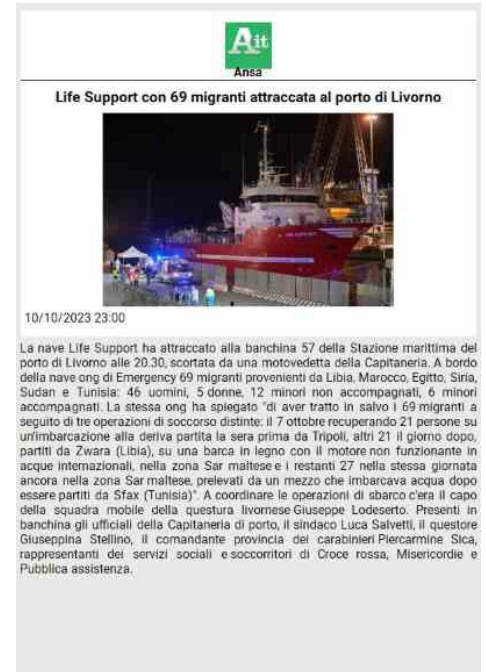 Ait
Ansa
Life Support con 69 migranti attraccata al porto di Livorno
LIFE SUPPORT
10/10/2023 23:00
La nave Life Support ha attraccato alla banchina 57 della Stazione marittima del
porto di Livorno alle 20.30, scortata da una motovedetta della Capitaneria. A bordo
della nave ong di Emergency 69 migranti provenienti da Libia, Marocco, Egitto, Siria,
Sudan e Tunisia: 46 uomini, 5 donne, 12 minori non accompagnati, 6 minori
accompagnati. La stessa ong ha spiegato "di aver tratto in salvo i 69 migranti a
seguito di tre operazioni di soccorso distinte: il 7 ottobre recuperando 21 persone su
un'imbarcazione alla deriva partita la sera prima da Tripoli, altri 21 il giorno dopo,
partiti da Zwara (Libia), su una barca in legno con il motore non funzionante in
acque internazionali, nella zona Sar maltese e i restanti 27 nella stessa giornata
ancora nella zona Sar maltese, prelevati da un mezzo che imbarcava acqua dopo
essere partiti da Sfax (Tunisia)". A coordinare le operazioni di sbarco c'era il capo
della squadra mobile della questura livornese Giuseppe Lodeserto. Presenti in
banchina gli ufficiali della Capitaneria di porto, il sindaco Luca Salvetti, il questore
Giuseppina Stellino, il comandante provincia dei carabinieri Piercarmine Sica,
rappresentanti dei servizi sociali e soccorritori di Croce rossa, Misericordie e
Pubblica assistenza.